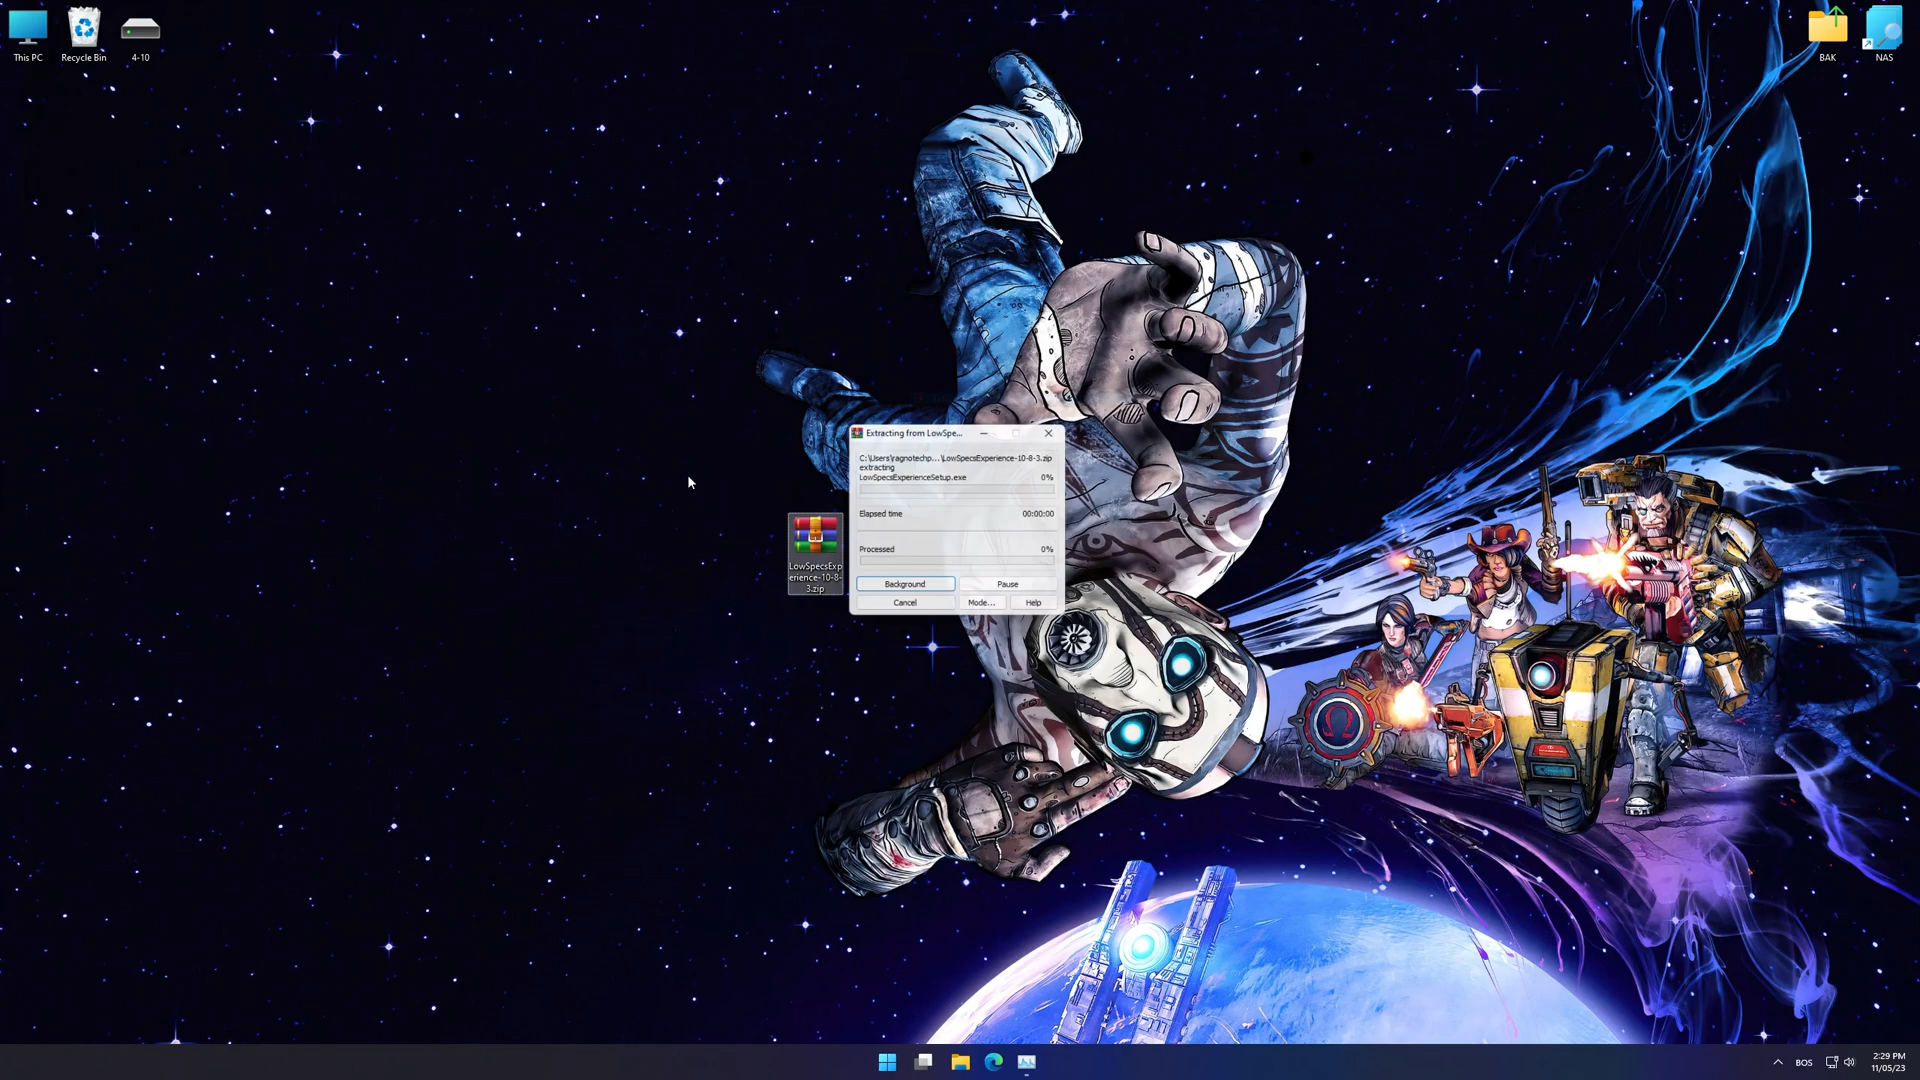 This PC
Recycle Bin
4-10
BAK
NAS
Extracting from LowSpe...
C:\Users\ragnotechp...\LowSpecsExperience-10-8-3.zip
extracting
LowSpecsExperienceSetup.exe 0%
Elapsed time 00:00:00
Processed 0%
Background Pause
Cancel Mode... Help
LowSpecsExp
erience-10-8-
3.zip
BOS
2:29 PM
11/05/23